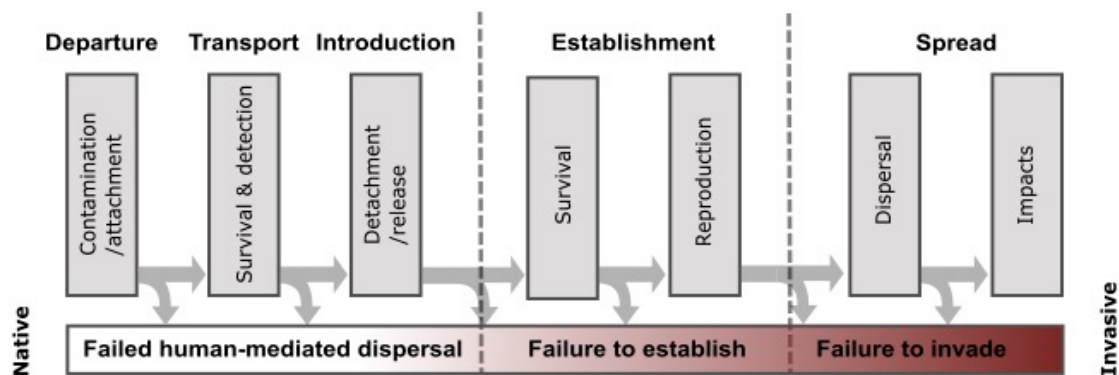 Departure Transport Introduction Establishment Spread
Contamination
/attachment
Survival & detection
Detachment
/release
Survival
Reproduction
Dispersal
Impacts
Native
Failed human-mediated dispersal Failure to establish Failure to invade
Invasive